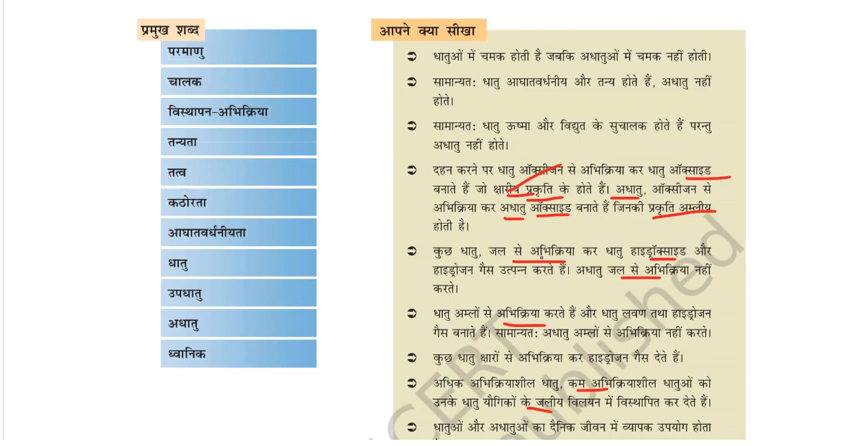 प्रमुख शब्द
परमाणु
चालक
विस्थापन-अभिक्रिया
तन्यता
तत्व
कठोरता
आघातवर्धनीयता
धातु
उपधातु
अधातु
ध्वानिक
आपने क्या सीखा
धातुओं में चमक होती है जबकि अधातुओं में चमक नहीं होती।
सामान्यत: धातु आघातवर्धनीय और तन्य होते हैं, अधातु नहीं
होते।
सामान्यत: धातु ऊष्मा और विद्युत के सुचालक होते हैं परन्तु
अधातु नहीं होते।
दहन करने पर धातु ऑक्सीजन से अभिक्रिया कर धातु ऑक्साइड
बनाते हैं जो क्षारीय प्रकृति के होते हैं। अधातु, ऑक्सीजन से
अभिक्रिया कर अधातु ऑक्साइड बनाते हैं जिनकी प्रकृति अम्लीय
होती है।
कुछ धातु, जल से अभिक्रिया कर धातु हाइड्रॉक्साइड और
हाइड्रोजन गैस उत्पन्न करते हैं। अधातु जल से अभिक्रिया नहीं
करते।
धातु अम्लों से अभिक्रिया करते हैं और धातु लवण तथा हाइड्रोजन
गैस बनाते हैं। सामान्यत: अधातु अम्लों से अभिक्रिया नहीं करते।
कुछ धातु क्षारों से अभिक्रिया कर हाइड्रोजन गैस देते हैं।
अधिक अभिक्रियाशील धातु, कम अभिक्रियाशील धातुओं को
उनके धातु यौगिकों के जलीय विलयन में विस्थापित कर देते हैं।
धातुओं और अधातुओं का दैनिक जीवन में व्यापक उपयोग होता
NCERT
published